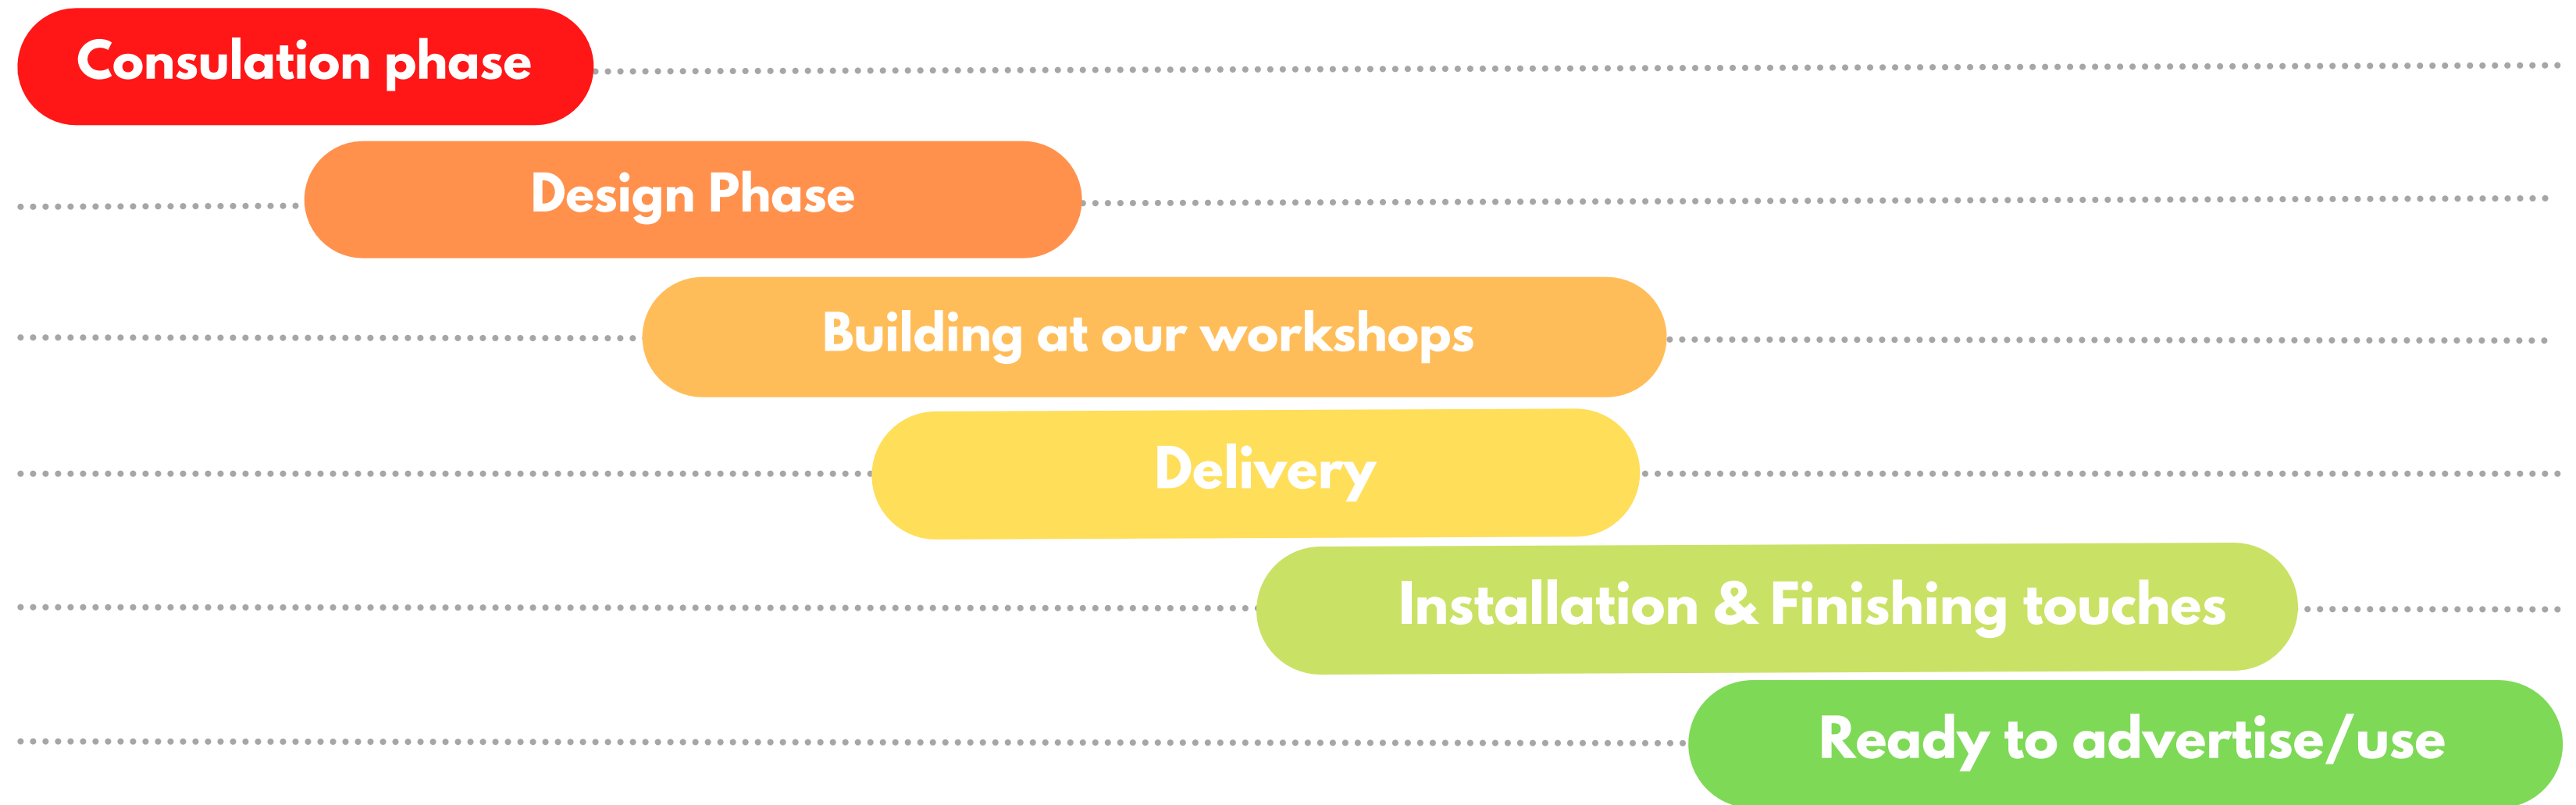 Consulation phase
Design Phase
Building at our workshops
Delivery
Installation & Finishing touches
Ready to advertise/use